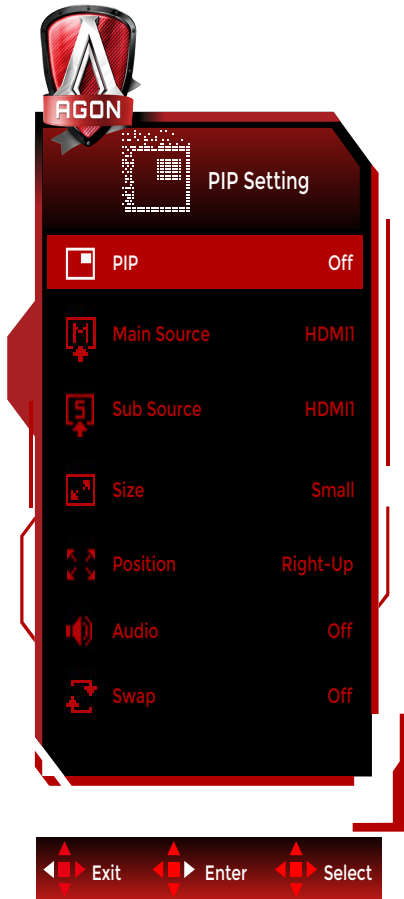 AGON
PIP Setting
PIP Off
Main Source HDMI1
Sub Source HDMI1
Size Small
Position Right-Up
Audio Off
Swap Off
Exit Enter Select